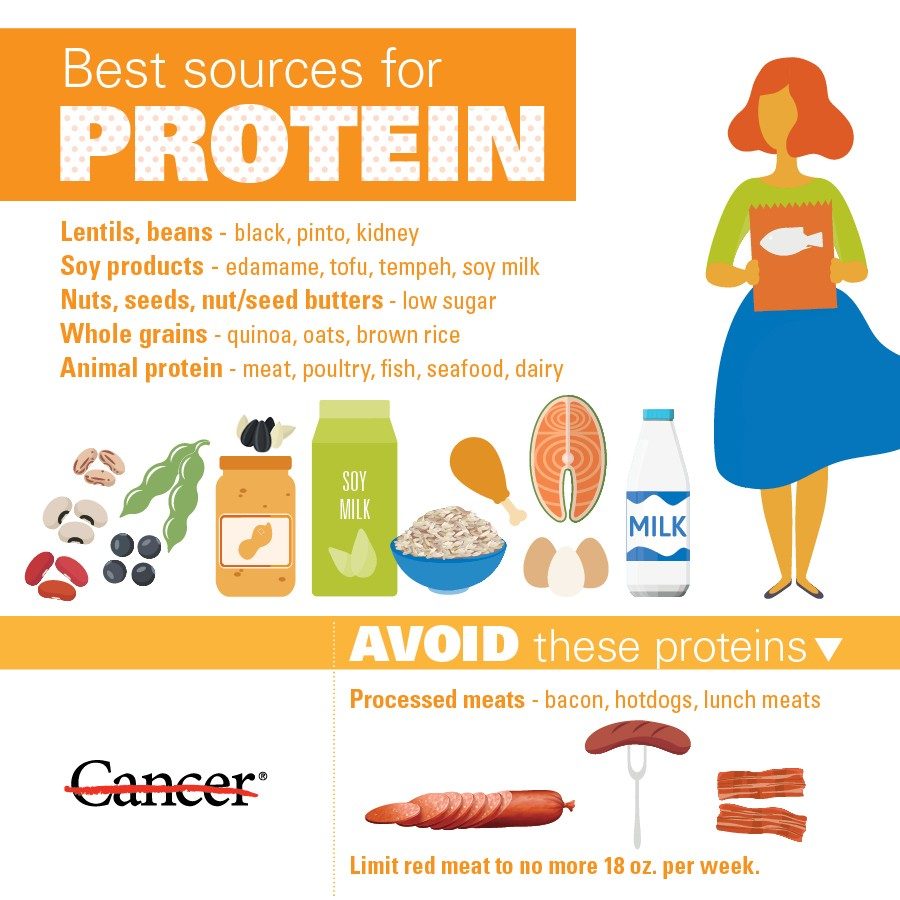 Best sources for
PROTEIN
Lentils, beans - black, pinto, kidney
Soy products - edamame, tofu, tempeh, soy milk
Nuts, seeds, nut/seed butters - low sugar
Whole grains - quinoa, oats, brown rice
Animal protein - meat, poultry, fish, seafood, dairy
SOY
MILK
MILK
AVOID these proteins
Processed meats - bacon, hotdogs, lunch meats
Cancer®
Limit red meat to no more 18 oz. per week.